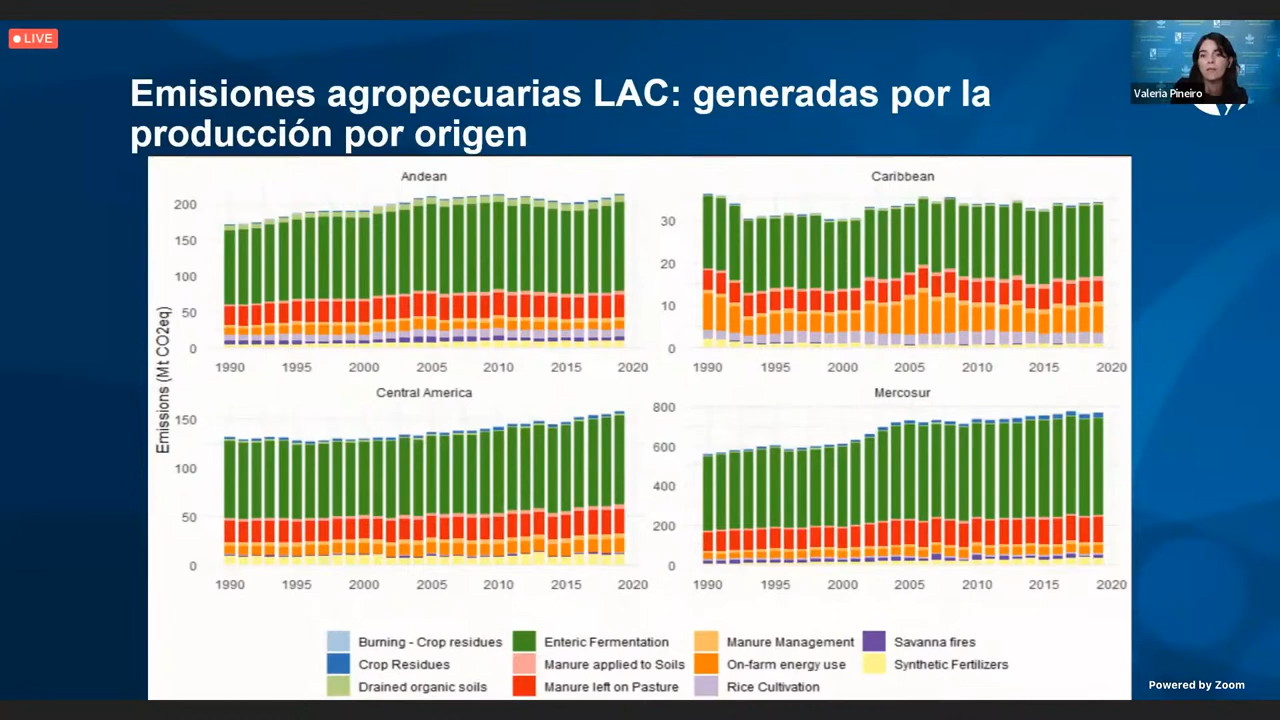 LIVE
Valeria Pineiro
Emisiones agropecuarias LAC: generadas por la
producción por origen
Emissions (Mt CO2eq)
Andean
200
150
100
50
0
1990 1995 2000 2005 2010 2015 2020
Caribbean
30
20
10
0
1990 1995 2000 2005 2010 2015 2020
Central America
150
100
50
0
1990 1995 2000 2005 2010 2015 2020
Mercosur
800
600
400
200
0
1990 1995 2000 2005 2010 2015 2020
Burning - Crop residues
Crop Residues
Drained organic soils
Enteric Fermentation
Manure applied to Soils
Manure left on Pasture
Manure Management
On-farm energy use
Rice Cultivation
Savanna fires
Synthetic Fertilizers
Powered by Zoom